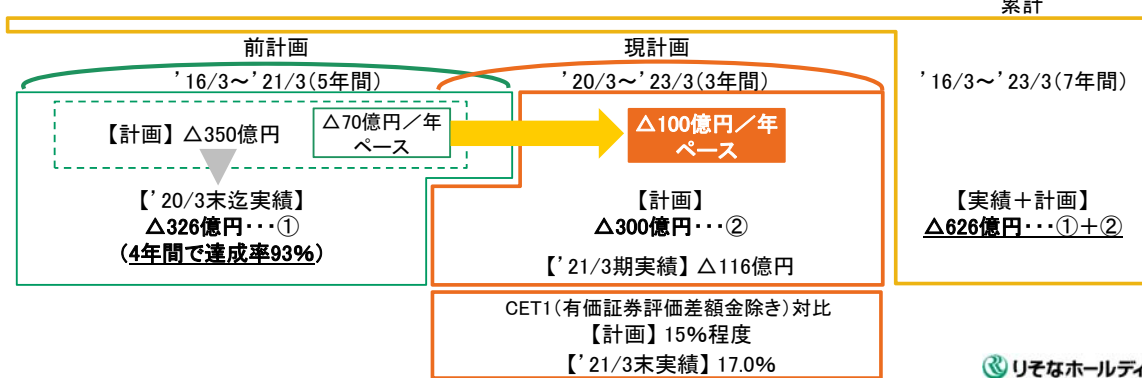 累計
前計画
現計画
'16/3～'21/3(5年間)
'20/3～'23/3(3年間)
'16/3～'23/3(7年間)
【計画】△350億円
△70億円／年
ペース
△100億円／年
ペース
【'20/3末迄実績】
△326億円･･･①
(4年間で達成率93%)
【計画】
△300億円･･･②
【'21/3期実績】△116億円
【実績＋計画】
△626億円･･･①＋②
CET1(有価証券評価差額金除き)対比
【計画】15%程度
【'21/3末実績】17.0%
りそなホールディ